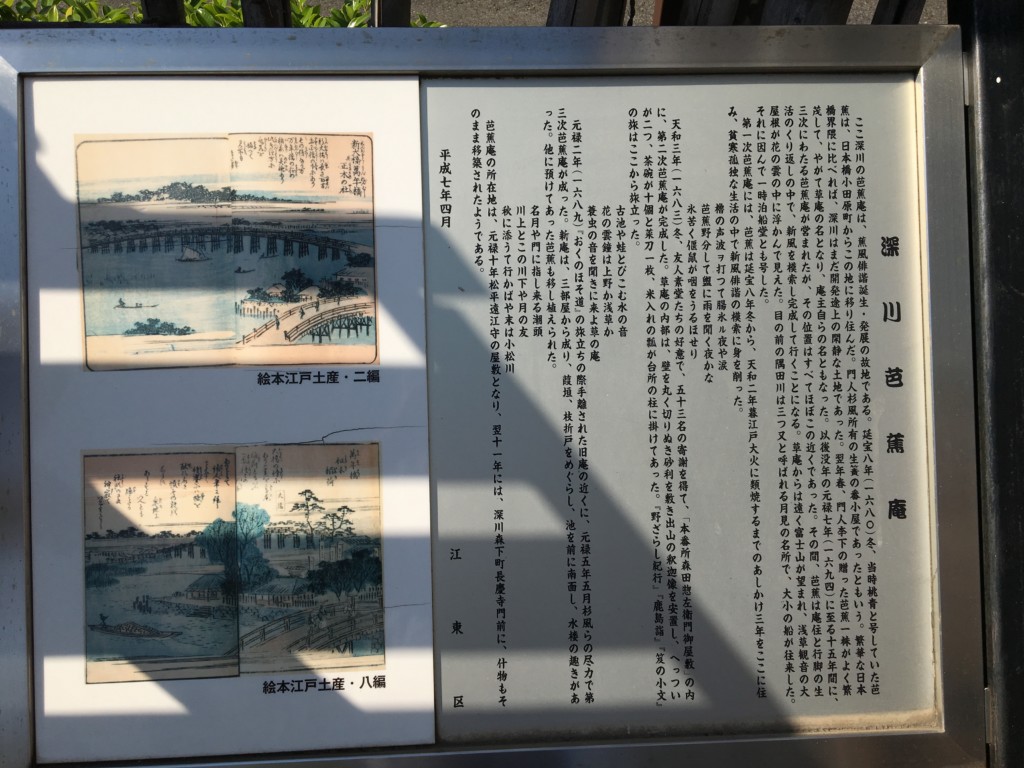 深川芭蕉庵
ここ深川の芭蕉庵は、蕉風俳諧誕生・発展の故地である。延宝八年(一六八〇)冬、当時桃青と号していた芭
蕉は、日本橋小田原町からこの地に移り住んだ。門人杉風所有の生簀の番小屋であったともいう。繁華な日本
橋界隈に比べれば、深川はまだ開発途上の閑静な土地であった。翌年春、門人李下の贈った芭蕉一株がよく繁
茂して、やがて草庵の名となり、庵主自らの名ともなった。以後没年の元禄七年(一六九四)に至る十五年間に、
三次にわたる芭蕉庵が営まれたが、その位置はすべてほぼこの近くであった。その間、芭蕉は庵住と行脚の生
活のくり返しの中で、新風を模索し完成して行くことになる。草庵からは遠く富士山が望まれ、浅草観音の大
屋根が花の雲の中に浮かんで見えた。目の前の隅田川は三つ又と呼ばれる月見の名所で、大小の船が往来した。
それに因んで一時泊船堂とも号した。
第一次芭蕉庵には、芭蕉は延宝八年冬から、天和二年暮江戸大火に類焼するまでのあしかけ三年をここに住
み、貧寒孤独な生活の中で新風俳諧の模索に身を削った。
櫓の声波ヲ打つて腸氷ル夜や涙
芭蕉野分して盥に雨を聞く夜かな
氷苦く偃鼠が咽をうるほせり
天和三年(一六八三)冬、友人素堂たちの好意で、五十三名の寄謝を得て、「本番所森田惣左衛門御屋敷」の内
に、第二次芭蕉庵が完成した。草庵の内部は、壁を丸く切りぬき砂利を敷き出山の釈迦像を安置し、へっつい
が二つ、茶碗が十個と菜刀一枚、米入れの瓢が台所の柱に掛けてあった。『野ざらし紀行』『鹿島詣』『笈の小文』
の旅はここから旅立った。
古池や蛙とびこむ水の音
花の雲鐘は上野か浅草か
蓑虫の音を聞きに来よ草の庵
元禄二年(一六八九)『おくのほそ道』の旅立ちの際手離された旧庵の近くに、元禄五年五月杉風らの尽力で第
三次芭蕉庵が成った。新庵は、三部屋から成り、葭垣、枝折戸をめぐらし、池を前に南面し、水楼の趣きがあ
った。他に預けてあった芭蕉も移し植えられた。
名月や門に指し来る潮頭
川上とこの川下や月の友
秋に添うて行かばや末は小松川
芭蕉庵の所在地は、元禄十年松平遠江守の屋敷となり、翌十一年には、深川森下町長慶寺門前に、什物もそ
のまま移築されたようである。
平成七年四月
江東区
絵本江戸土産・二編
絵本江戸土産・八編